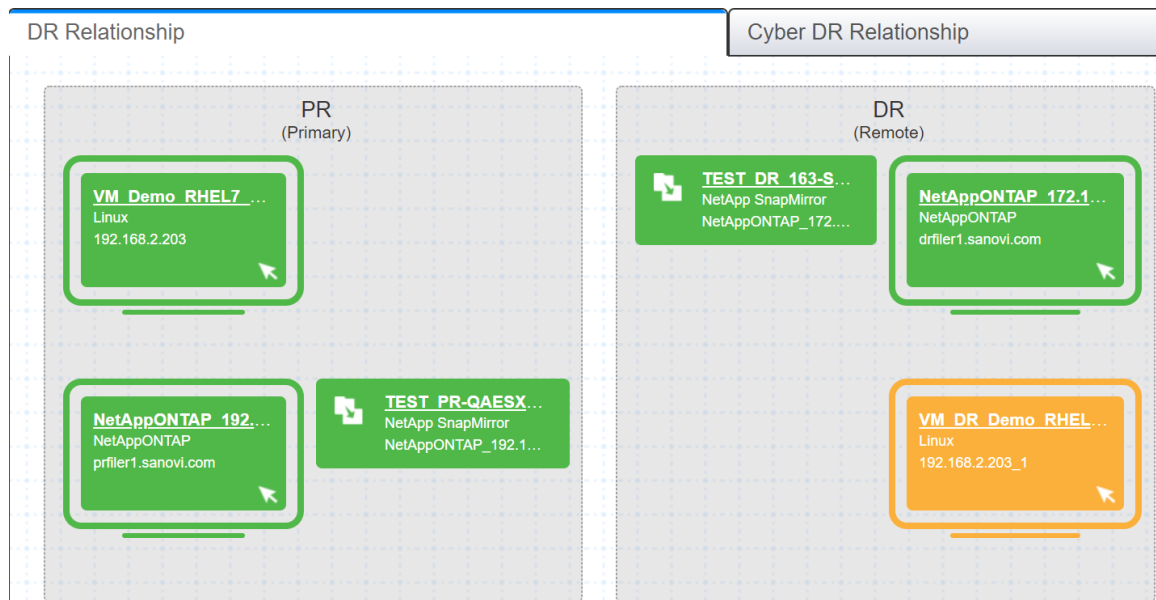 DR Relationship
Cyber DR Relationship
PR
(Primary)
VM_Demo_RHEL7_...
Linux
192.168.2.203
NetAppONTAP_192....
NetAppONTAP
prfiler1.sanovi.com
TEST_PR-QAESX...
NetApp SnapMirror
NetAppONTAP_192.1...
DR
(Remote)
TEST_DR_163-S...
NetApp SnapMirror
NetAppONTAP_172....
NetAppONTAP_172.1...
NetAppONTAP
drfiler1.sanovi.com
VM_DR_Demo_RHEL...
Linux
192.168.2.203_1